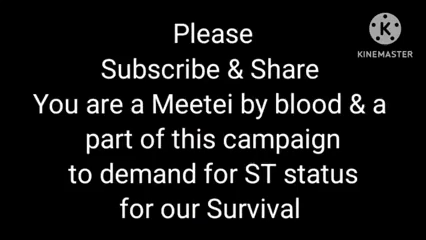 Please
Subscribe & Share
You are a Meetei by blood & a
part of this campaign
to demand for ST status
for our Survival
K
KINEMASTER